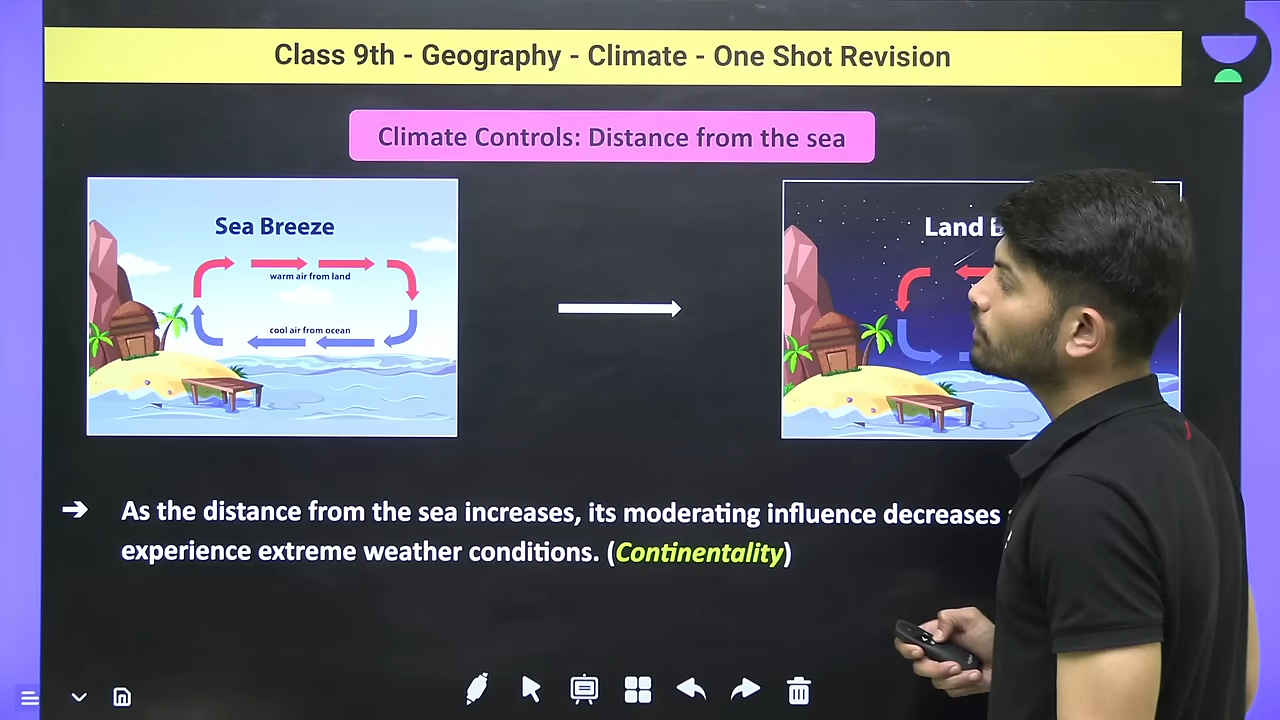 Class 9th - Geography - Climate - One Shot Revision
Climate Controls: Distance from the sea
Sea Breeze
warm air from land
cool air from ocean
Land
➔ As the distance from the sea increases, its moderating influence decreases
experience extreme weather conditions. (Continentality)